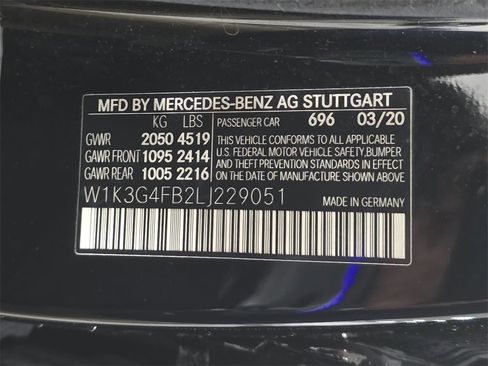 MFD BY MERCEDES-BENZ AG STUTTGART
KG LBS PASSENGER CAR 696 03/20
GVWR 2050 4519
GAWR FRONT 1095 2414
GAWR REAR 1005 2216
THIS VEHICLE CONFORMS TO ALL APPLICABLE
U.S. FEDERAL MOTOR VEHICLE SAFETY, BUMPER
AND THEFT PREVENTION STANDARDS IN EFFECT
ON THE DATE OF MANUFACTURE SHOWN ABOVE.
W1K3G4FB2LJ229051
MADE IN GERMANY